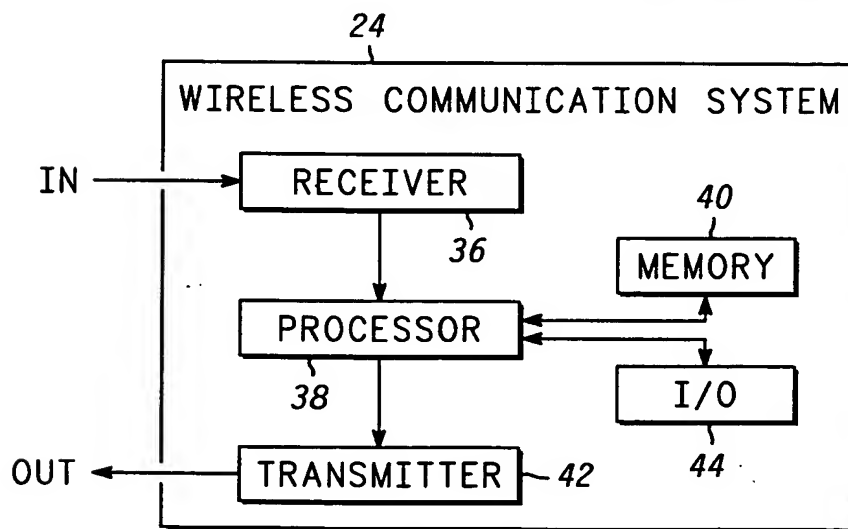 24
WIRELESS COMMUNICATION SYSTEM
IN
RECEIVER
36
40
MEMORY
PROCESSOR
38
I/O
44
OUT
TRANSMITTER
42